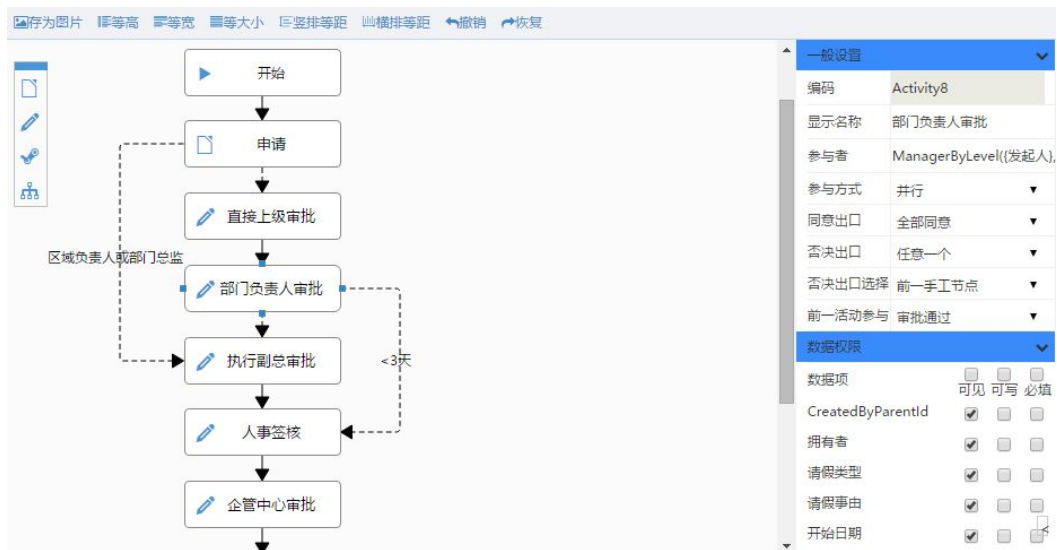 存为图片 等高 等宽 等大小 竖排等距 横排等距 撤销 恢复
开始
申请
直接上级审批
区域负责人或部门总监
部门负责人审批
执行副总审批
<3天
人事签核
企管中心审批
一般设置
编码 Activity8
显示名称 部门负责人审批
参与者 ManagerByLevel({发起人},
参与方式 并行
同意出口 全部同意
否决出口 任意一个
否决出口选择 前一手工节点
前一活动参与 审批通过
数据权限
数据项 可见 可写 必填
CreatedByParentId
拥有者
请假类型
请假事由
开始日期
<